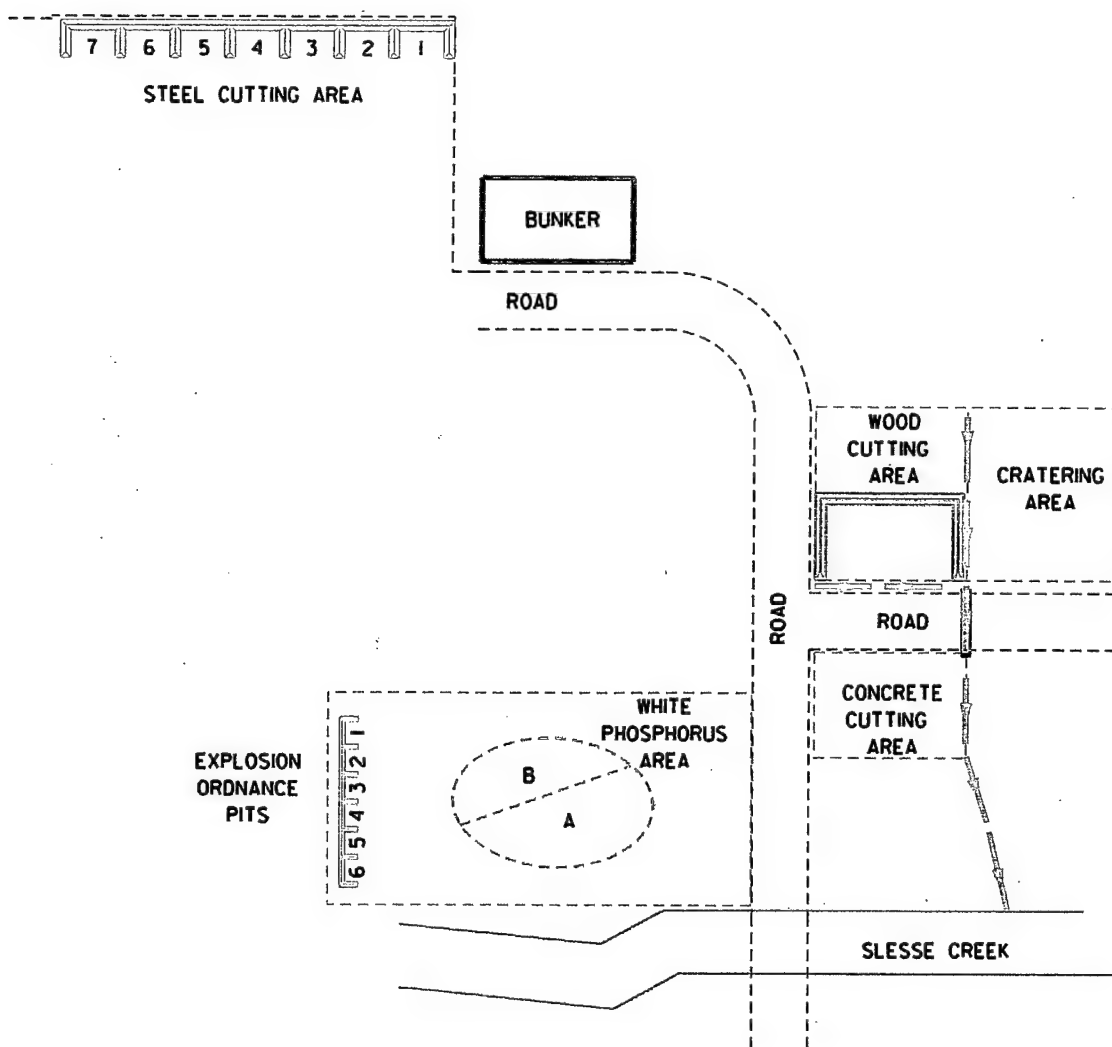 7 6 5 4 3 2 1
STEEL CUTTING AREA
BUNKER
ROAD
WOOD
CUTTING
AREA
CRATERING
AREA
ROAD
ROAD
CONCRETE
CUTTING
AREA
WHITE
PHOSPHORUS
AREA
EXPLOSION
ORDNANCE
PITS
1
2
3
4
5
6
B
A
SLESSE CREEK